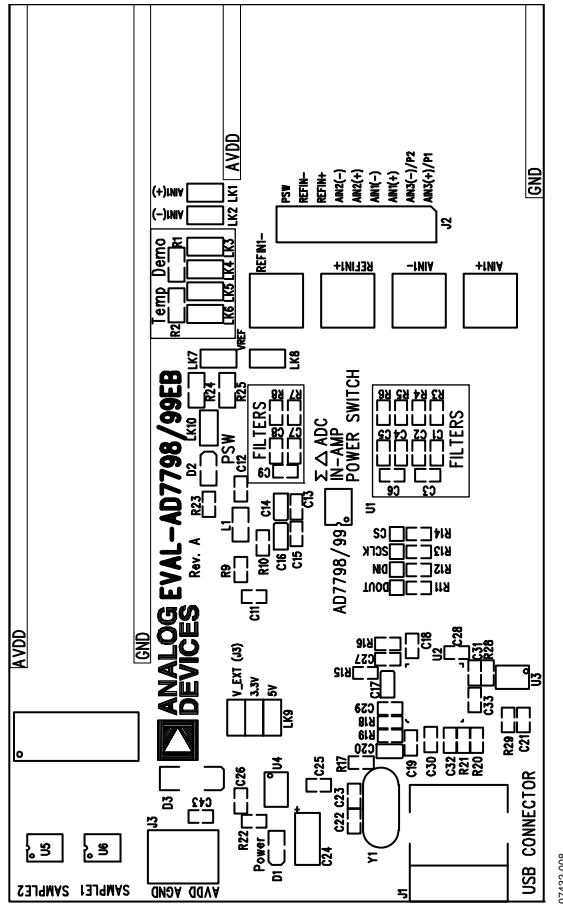 AVDD
GND
AVDD
GND
AIN1(+)
LK1
AIN1(-)
LK2
R1
LK3
Temp Demo
LK4
LK5
R2
LK6
PSW
REFIN-
REFIN+
AIN2(-)
AIN2(+)
AIN1(-)
AIN1(+)
AIN3(-)/P2
AIN3(+)/P1
J2
REFIN1-
REFIN1+
AIN1-
AIN1+
LK7
VREF
LK8
R24
R25
LK10
PSW
D2
R23
C12
L1
R9
R10
C11
C14
C13
C16
C15
FILTERS
R8
R7
C8
C7
C9
Σ△ ADC
IN-AMP
POWER SWITCH
U1
AD7798/99
R6
R5
R4
R3
C5
C4
C2
C1
C6
C3
FILTERS
CS
R14
SCLK
R13
DIN
R12
DOUT
R11
ANALOG
DEVICES
EVAL-AD7798/99EB
Rev. A
V_EXT (J3)
3.3V
5V
LK9
R16
C27
R15
C17
C18
U2
C28
C31
R28
U3
C33
C29
R18
R19
C20
R17
C19
C30
C32
R21
R20
R29
C21
D3
C43
C26
U4
R22
C25
Power
D1
C24
+
C23
C22
Y1
J3
AVDD AGND
U5
SAMPLE2
U6
SAMPLE1
J1
USB CONNECTOR
07422-008